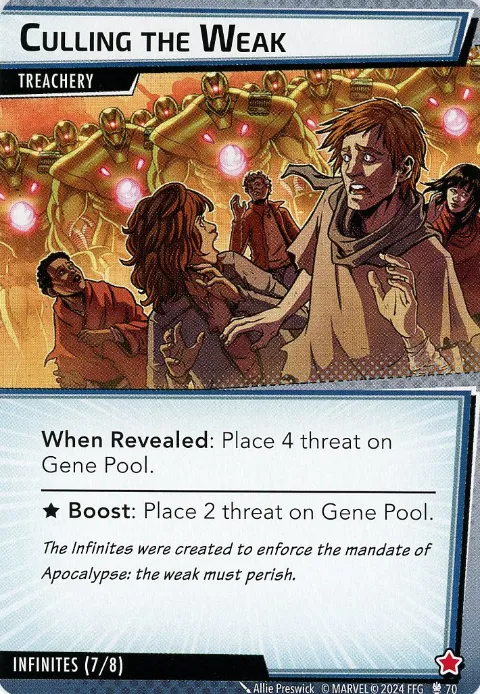 CULLING THE WEAK
TREACHERY
When Revealed: Place 4 threat on
Gene Pool.
★ Boost: Place 2 threat on Gene Pool.
The Infinites were created to enforce the mandate of
Apocalypse: the weak must perish.
INFINITES (7/8)
Allie Preswick © MARVEL © 2024 FFG 70